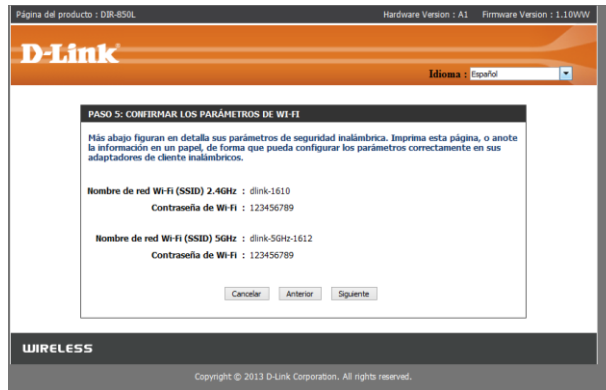 Página del producto : DIR-850L Hardware Version : A1 Firmware Version : 1.10WW
D-Link
Idioma : Español
PASO 5: CONFIRMAR LOS PARÁMETROS DE WI-FI
Más abajo figuran en detalla sus parámetros de seguridad inalámbrica. Imprima esta página, o anote
la información en un papel, de forma que pueda configurar los parámetros correctamente en sus
adaptadores de cliente inalámbricos.
Nombre de red Wi-Fi (SSID) 2.4GHz : dlink-1610
Contraseña de Wi-Fi : 123456789
Nombre de red Wi-Fi (SSID) 5GHz : dlink-5GHz-1612
Contraseña de Wi-Fi : 123456789
Cancelar Anterior Siguiente
WIRELESS
Copyright © 2013 D-Link Corporation. All rights reserved.